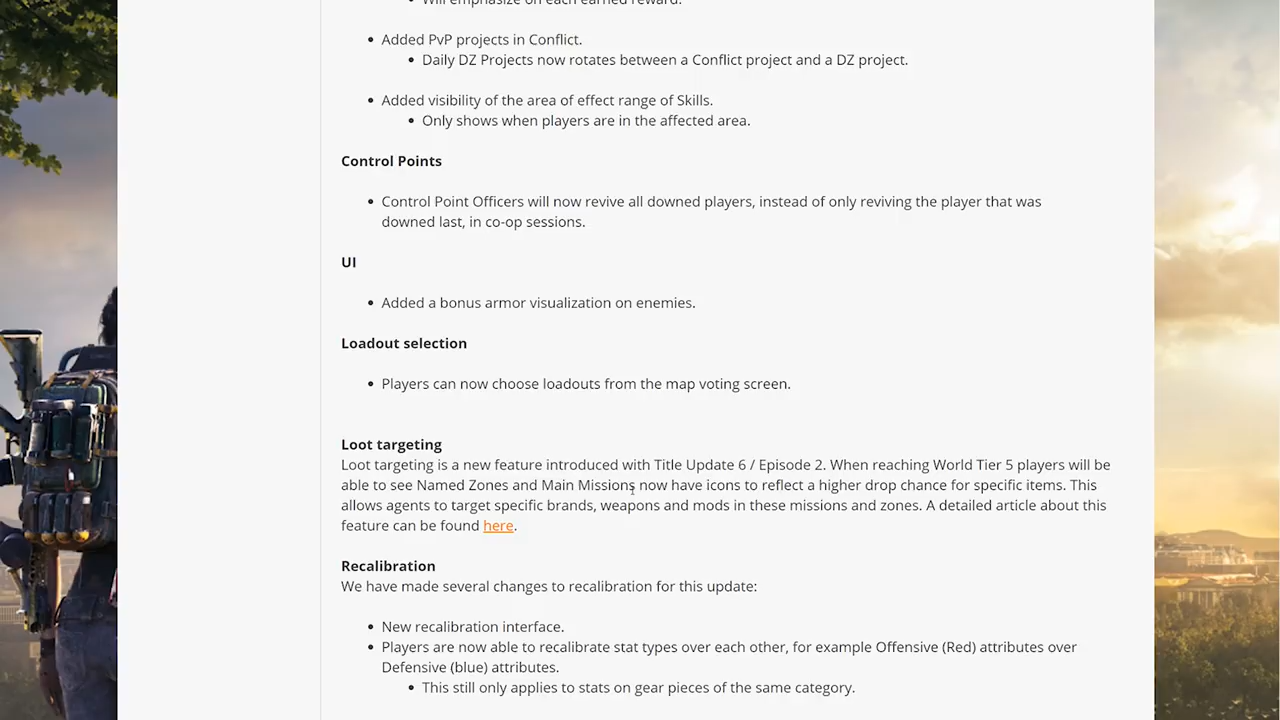 Will emphasize on each earned reward.
Added PvP projects in Conflict.
Daily DZ Projects now rotates between a Conflict project and a DZ project.
Added visibility of the area of effect range of Skills.
Only shows when players are in the affected area.
Control Points
Control Point Officers will now revive all downed players, instead of only reviving the player that was
downed last, in co-op sessions.
UI
Added a bonus armor visualization on enemies.
Loadout selection
Players can now choose loadouts from the map voting screen.
Loot targeting
Loot targeting is a new feature introduced with Title Update 6 / Episode 2. When reaching World Tier 5 players will be
able to see Named Zones and Main Missions now have icons to reflect a higher drop chance for specific items. This
allows agents to target specific brands, weapons and mods in these missions and zones. A detailed article about this
feature can be found here.
Recalibration
We have made several changes to recalibration for this update:
New recalibration interface.
Players are now able to recalibrate stat types over each other, for example Offensive (Red) attributes over
Defensive (blue) attributes.
This still only applies to stats on gear pieces of the same category.